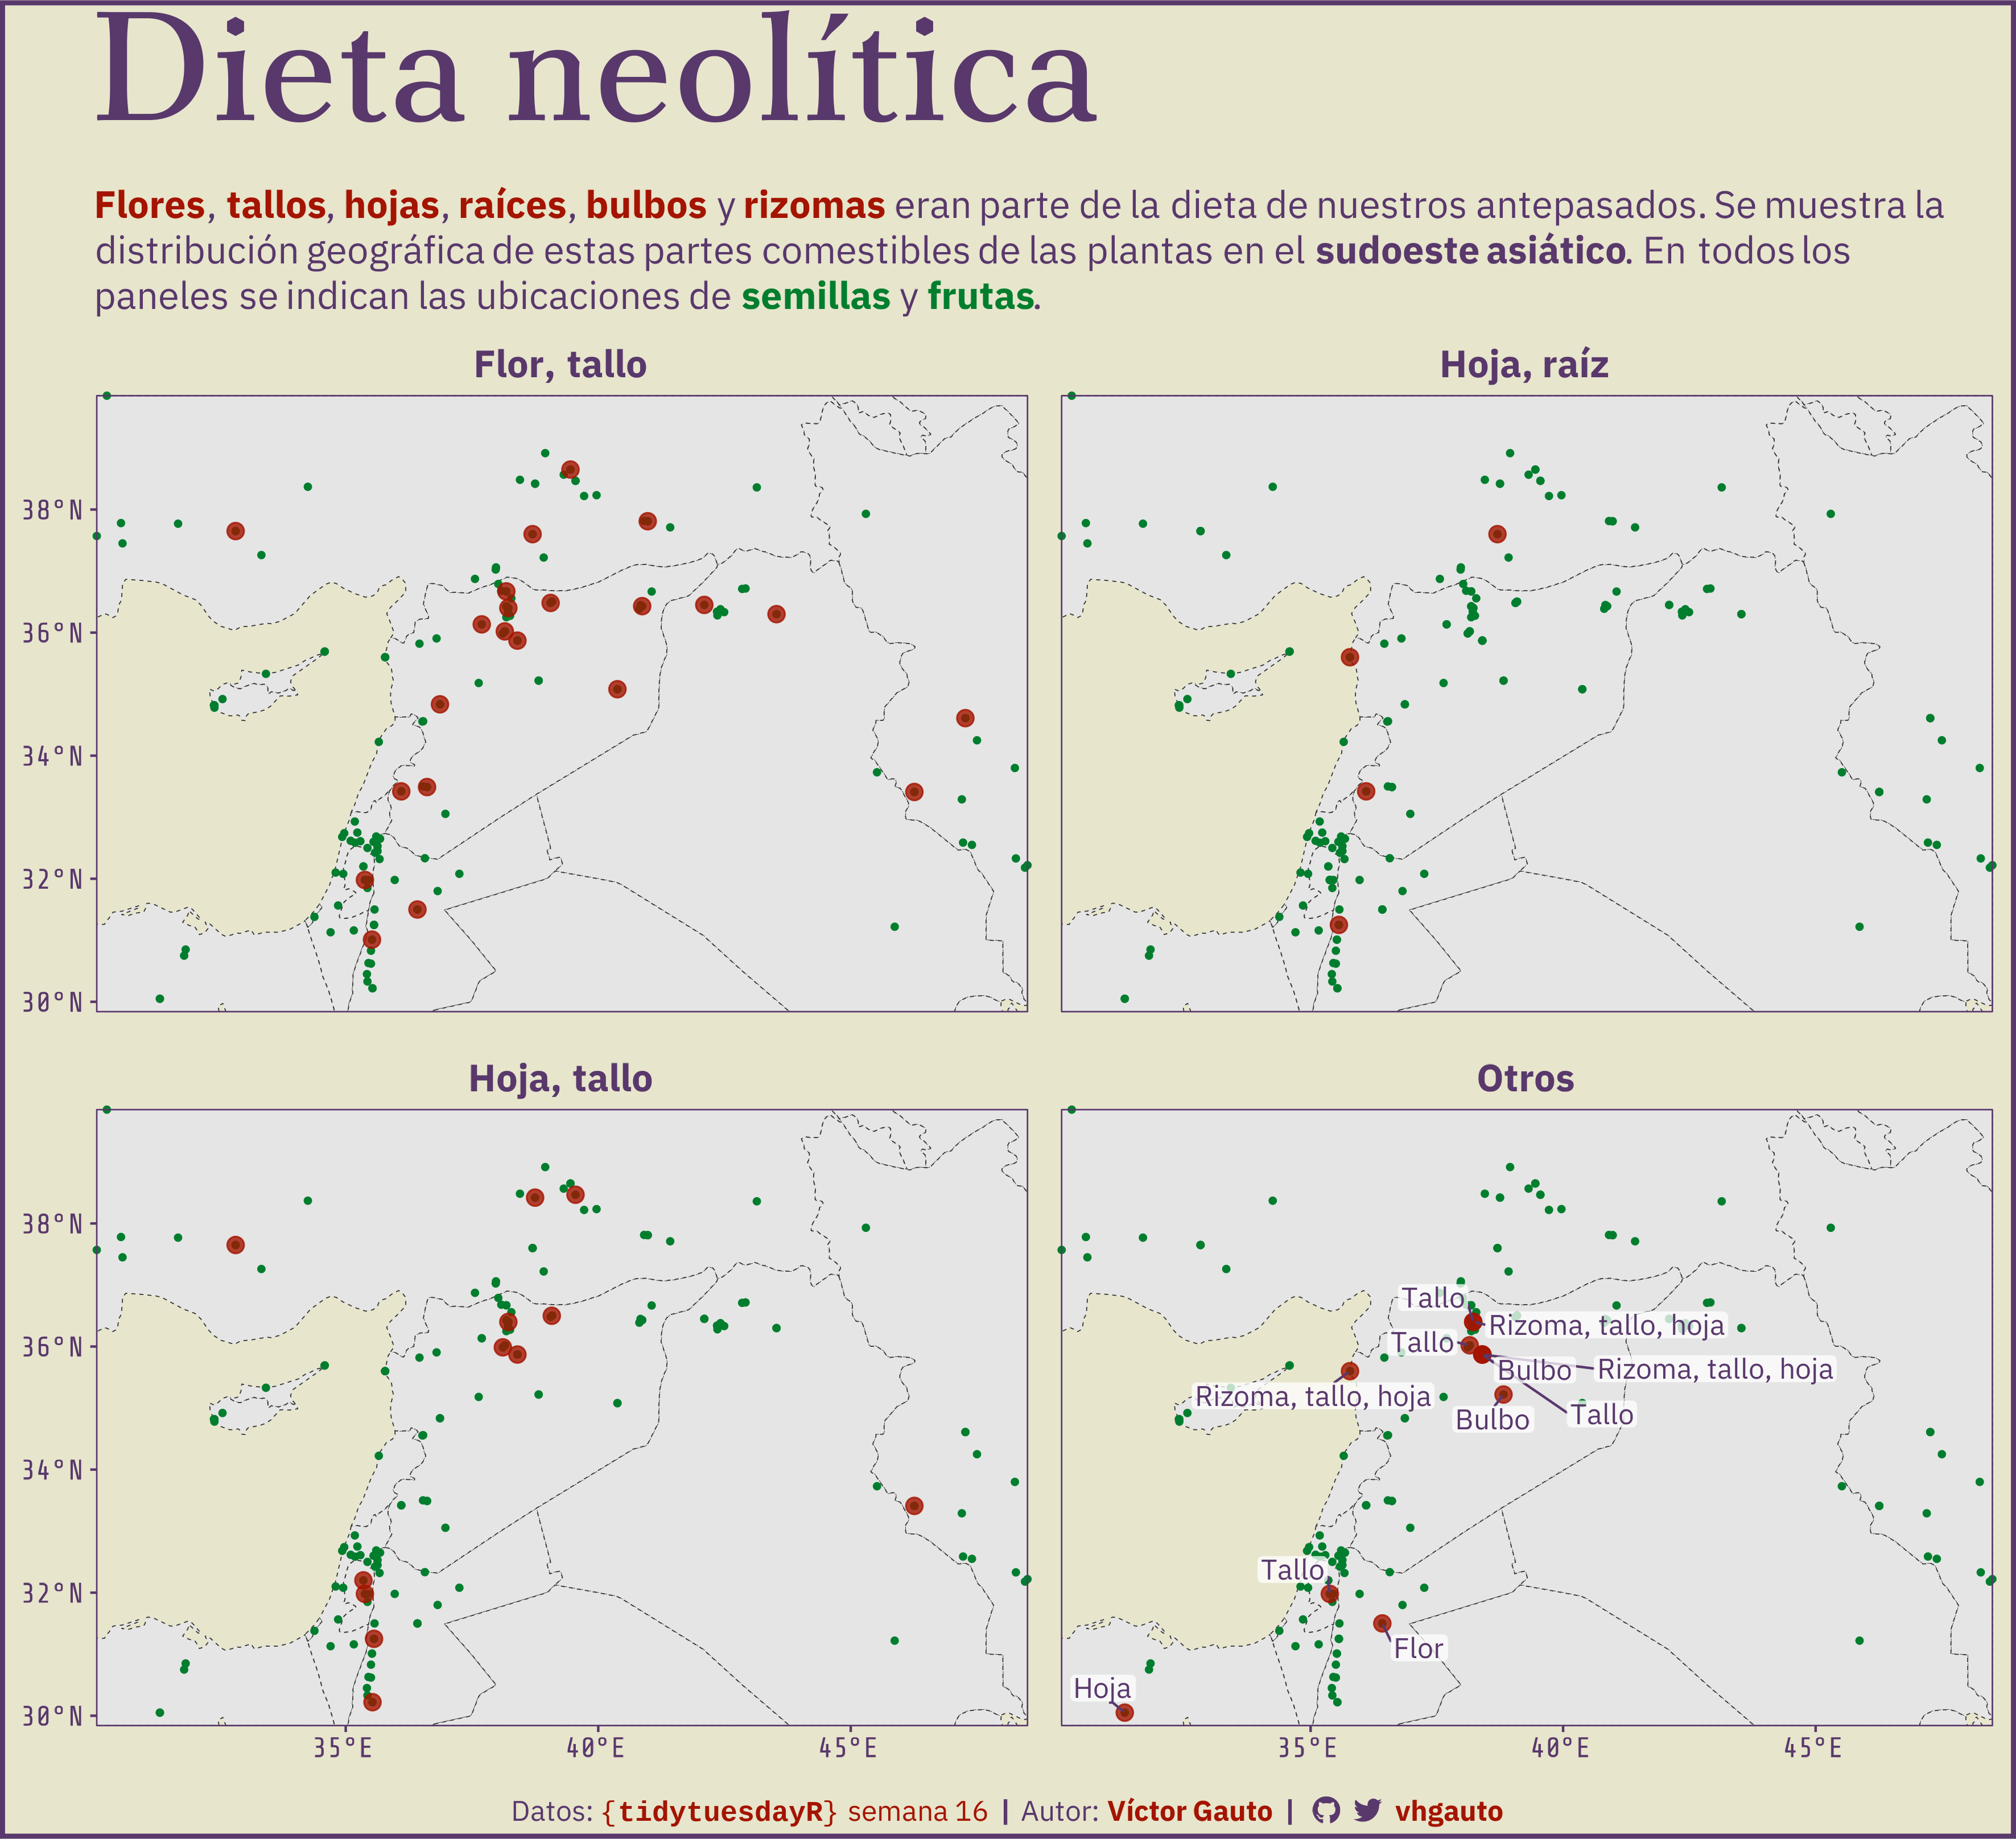 Dieta neolítica
Flores, tallos, hojas, raíces, bulbos y rizomas eran parte de la dieta de nuestros antepasados. Se muestra la
distribución geográfica de estas partes comestibles de las plantas en el sudoeste asiático. En todos los
paneles se indican las ubicaciones de semillas y frutas.
Flor, tallo
Hoja, raíz
38°N
36°N
34°N
32°N
30°N
Hoja, tallo
Otros
38°N
36°N
34°N
32°N
30°N
Tallo
Rizoma, tallo, hoja
Tallo
Bulbo
Rizoma, tallo, hoja
Rizoma, tallo, hoja
Bulbo
Tallo
Tallo
Flor
Hoja
35°E 40°E 45°E
35°E 40°E 45°E
Datos: {tidytuesdayR} semana 16 | Autor: Víctor Gauto | vhgauto